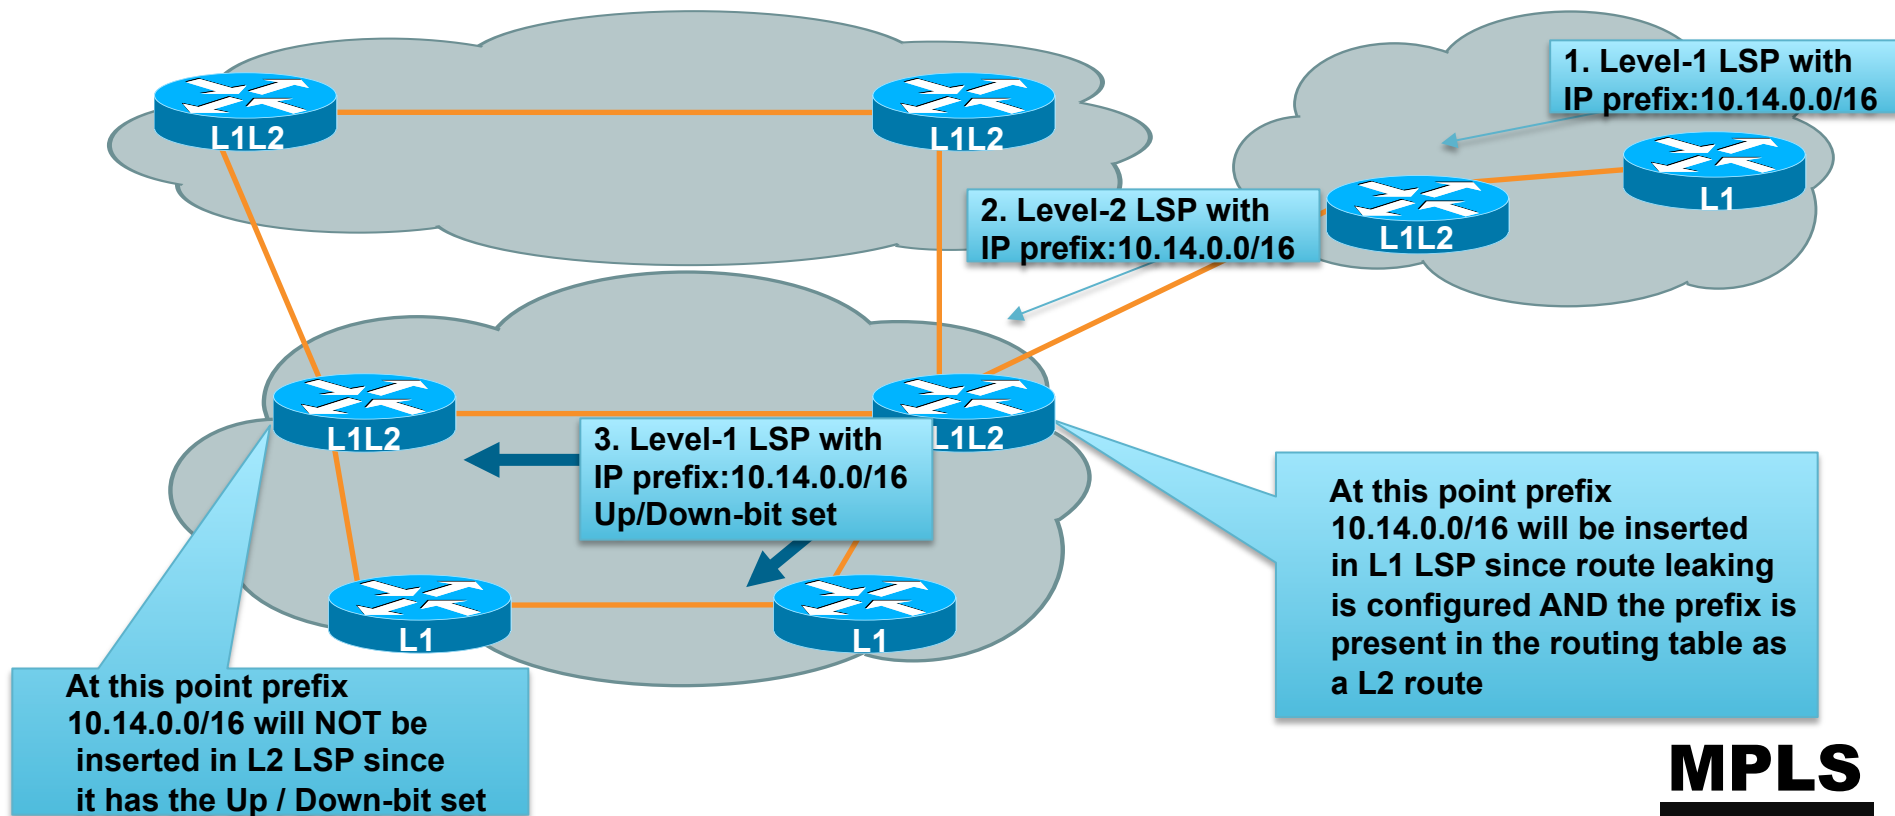 1. Level-1 LSP with
IP prefix:10.14.0.0/16
L1L2
L1L2
L1
L1L2
2. Level-2 LSP with
IP prefix:10.14.0.0/16
L1L2
L1L2
3. Level-1 LSP with
IP prefix:10.14.0.0/16
Up/Down-bit set
At this point prefix
10.14.0.0/16 will be inserted
in L1 LSP since route leaking
is configured AND the prefix is
present in the routing table as
a L2 route
L1
L1
At this point prefix
10.14.0.0/16 will NOT be
inserted in L2 LSP since
it has the Up / Down-bit set
MPLS